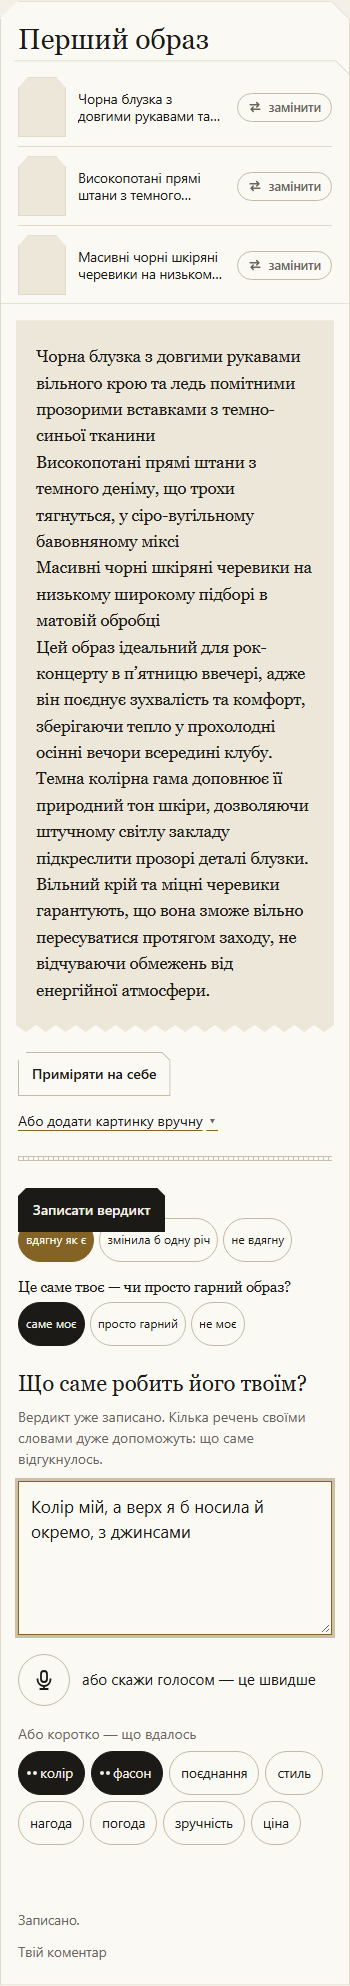 Перший образ
Чорна блузка з
довгими рукавами та...
замінити
Високопотані прямі
штани з темного...
замінити
Масивні чорні шкіряні
черевики на низьком...
замінити
Чорна блузка з довгими рукавами
вільного крою та ледь помітними
прозорими вставками з темно-
синьої тканини
Високопотані прямі штани з
темного деніму, що трохи
тягнуться, у сіро-вугільному
бавовняному міксі
Масивні чорні шкіряні черевики на
низькому широкому підборі в
матовій обробці
Цей образ ідеальний для рок-
концерту в п’ятницю ввечері, адже
він поєднує зухвалість та комфорт,
зберігаючи тепло у прохолодні
осінні вечори всередині клубу.
Темна колірна гама доповнює її
природний тон шкіри, дозволяючи
штучному світлу закладу
підкреслити прозорі деталі блузки.
Вільний крій та міцні черевики
гарантують, що вона зможе вільно
пересуватися протягом заходу, не
відчуваючи обмежень від
енергійної атмосфери.
Приміряти на себе
Або додати картинку вручну
Записати вердикт
вдягну як є змінила б одну річ не вдягну
Це саме твоє — чи просто гарний образ?
саме моє просто гарний не моє
Що саме робить його твоїм?
Вердикт уже записано. Кілька речень своїми
словами дуже допоможуть: що саме
відгукнулось.
Колір мій, а верх я б носила й
окремо, з джинсами
або скажи голосом — це швидше
Або коротко — що вдалось
колір фасон поєднання стиль
нагода погода зручність ціна
Записано.
Твій коментар